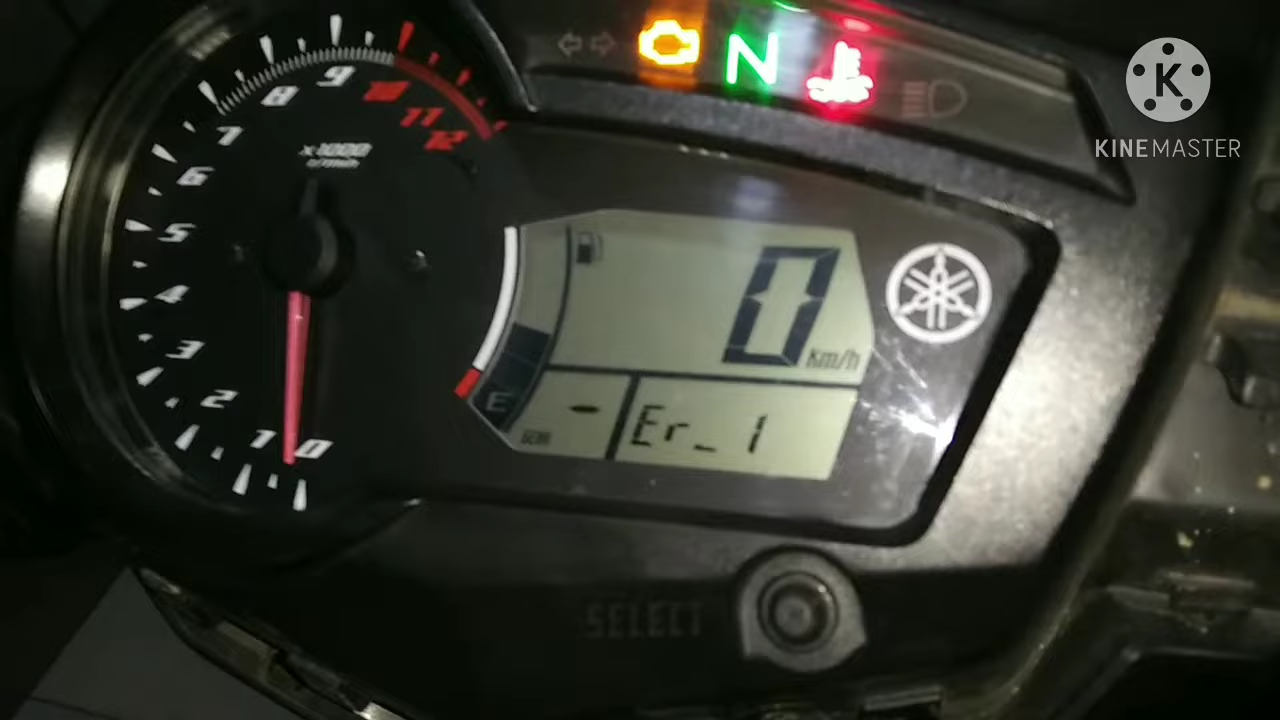 N
K
KINEMASTER
0 1 2 3 4 5 6 7 8 9 10 11 12
x1000
r/min
0
km/h
E
GEAR
-
Er_1
SELECT